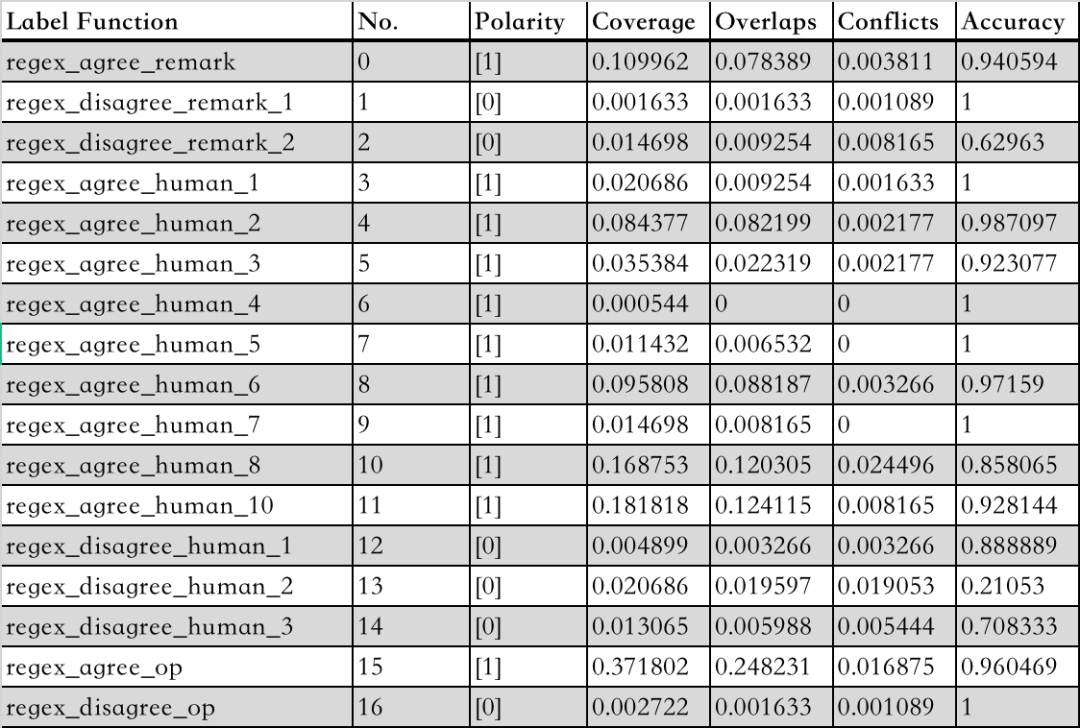 Label Function No. Polarity Coverage Overlaps Conflicts Accuracy
regex_agree_remark 0 [1] 0.109962 0.078389 0.003811 0.940594
regex_disagree_remark_1 1 [0] 0.001633 0.001633 0.001089 1
regex_disagree_remark_2 2 [0] 0.014698 0.009254 0.008165 0.62963
regex_agree_human_1 3 [1] 0.020686 0.009254 0.001633 1
regex_agree_human_2 4 [1] 0.084377 0.082199 0.002177 0.987097
regex_agree_human_3 5 [1] 0.035384 0.022319 0.002177 0.923077
regex_agree_human_4 6 [1] 0.000544 0 0 1
regex_agree_human_5 7 [1] 0.011432 0.006532 0 1
regex_agree_human_6 8 [1] 0.095808 0.088187 0.003266 0.97159
regex_agree_human_7 9 [1] 0.014698 0.008165 0 1
regex_agree_human_8 10 [1] 0.168753 0.120305 0.024496 0.858065
regex_agree_human_10 11 [1] 0.181818 0.124115 0.008165 0.928144
regex_disagree_human_1 12 [0] 0.004899 0.003266 0.003266 0.888889
regex_disagree_human_2 13 [0] 0.020686 0.019597 0.019053 0.21053
regex_disagree_human_3 14 [0] 0.013065 0.005988 0.005444 0.708333
regex_agree_op 15 [1] 0.371802 0.248231 0.016875 0.960469
regex_disagree_op 16 [0] 0.002722 0.001633 0.001089 1